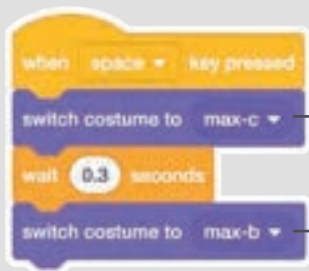 when space key pressed
switch costume to max-c
wait 0.3 seconds
switch costume to max-b